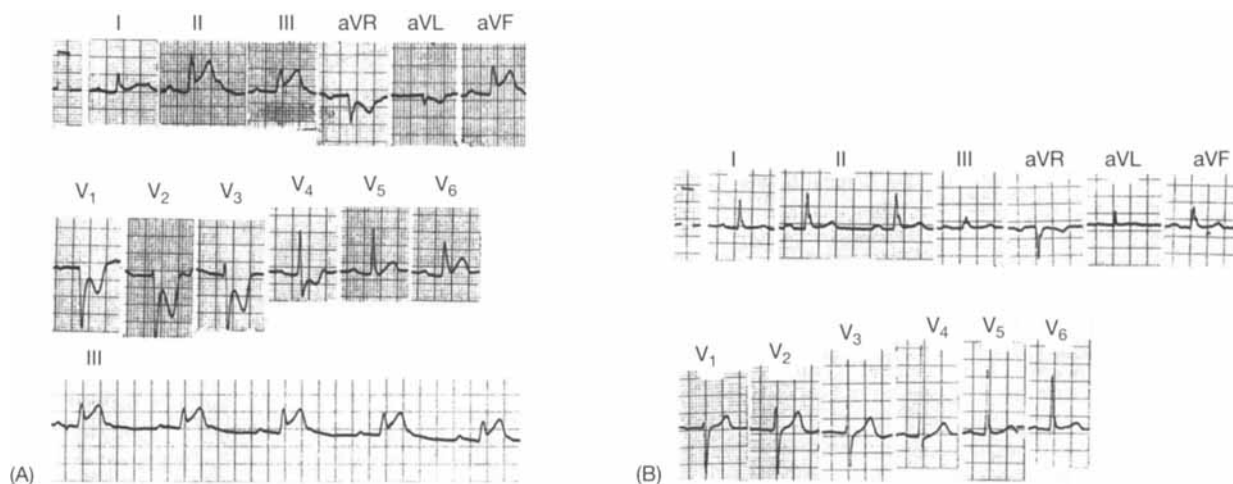 I II III aVR aVL aVF
V₁ V₂ V₃ V₄ V₅ V₆
III
(A)
I II III aVR aVL aVF
V₁ V₂ V₃ V₄ V₅ V₆
(B)